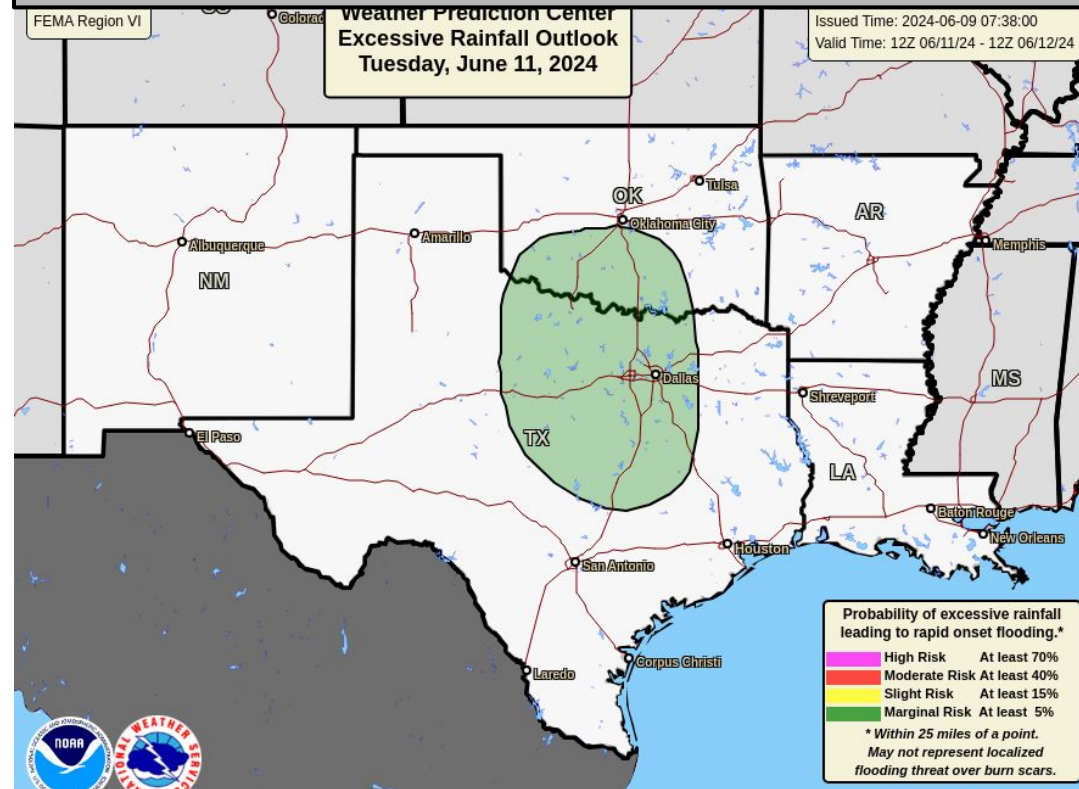 FEMA Region VI
Weather Prediction Center
Excessive Rainfall Outlook
Tuesday, June 11, 2024
Issued Time: 2024-06-09 07:38:00
Valid Time: 12Z 06/11/24 - 12Z 06/12/24
Tulsa
OK
Oklahoma City
AR
Amarillo
Albuquerque
Memphis
NM
Dallas
MS
Shreveport
El Paso
TX
LA
Baton Rouge
New Orleans
Houston
San Antonio
Corpus Christi
Laredo
Probability of excessive rainfall
leading to rapid onset flooding.*
High Risk At least 70%
Moderate Risk At least 40%
Slight Risk At least 15%
Marginal Risk At least 5%
* Within 25 miles of a point.
May not represent localized
flooding threat over burn scars.
NOAA
WEATHER